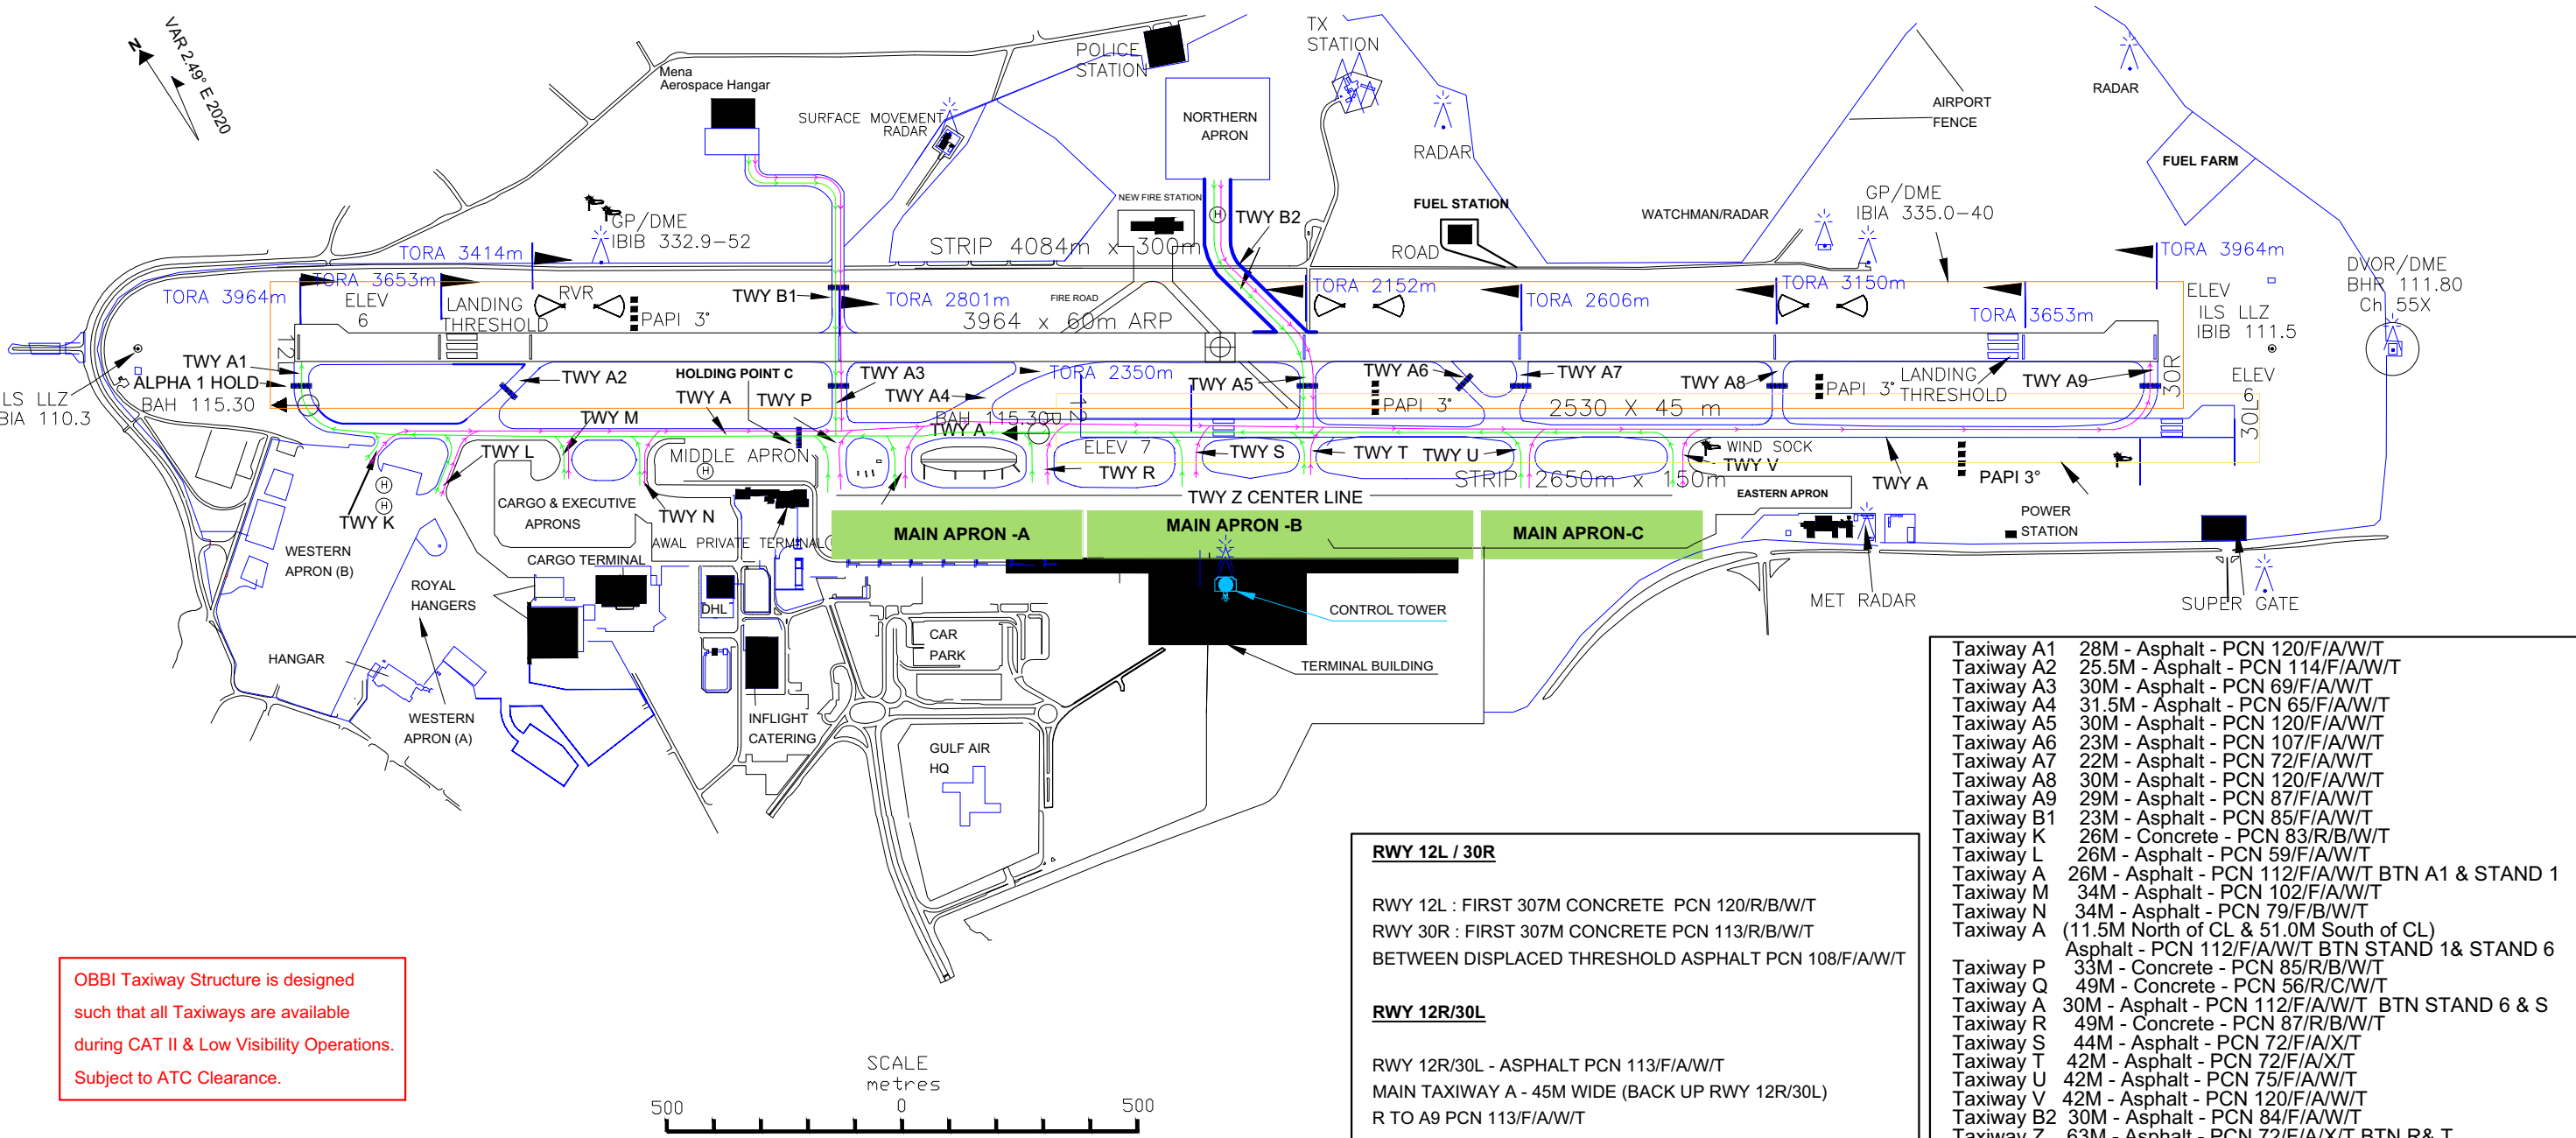 N
VAR 2.49° E 2020
POLICE
STATION
TX
STATION
Mena
Aerospace Hangar
SURFACE MOVEMENT
RADAR
NORTHERN
APRON
RADAR
AIRPORT
FENCE
RADAR
FUEL FARM
NEW FIRE STATION
H
TWY B2
FUEL STATION
WATCHMAN/RADAR
GP/DME
IBIA 335.0-40
GP/DME
IBIB 332.9-52
STRIP 4084m x 300m
ROAD
TORA 3414m
TORA 3964m
DVOR/DME
BHR 111.80
Ch 55X
TORA 3653m
TORA 3964m
ELEV
6
LANDING
THRESHOLD
RVR
PAPI 3°
TWY B1
TORA 2801m
FIRE ROAD
3964 x 60m ARP
TORA 2152m
TORA 2606m
TORA 3150m
TORA 3653m
ELEV
ILS LLZ
IBIB 111.5
12L
TWY A1
ALPHA 1 HOLD
BAH 115.30
ILS LLZ
IBIA 110.3
TWY A2
HOLDING POINT C
TWY A
TWY P
TWY A3
TWY A4
TORA 2350m
TWY A5
TWY A6
PAPI 3°
TWY A7
2530 X 45 m
TWY A8
PAPI 3°
LANDING
THRESHOLD
TWY A9
30R
ELEV
6
30L
TWY M
BAH 115.30
12R
TWY A
ELEV 7
TWY L
MIDDLE APRON
H
TWY R
TWY S
TWY T
TWY U
WIND SOCK
TWY V
STRIP 2650m x 150m
TWY A
PAPI 3°
H
H
TWY K
CARGO & EXECUTIVE
APRONS
TWY N
TWY Z CENTER LINE
EASTERN APRON
MAIN APRON -A
MAIN APRON -B
MAIN APRON-C
POWER
STATION
AWAL PRIVATE TERMINAL
WESTERN
APRON (B)
CARGO TERMINAL
ROYAL
HANGERS
DHL
CONTROL TOWER
MET RADAR
SUPER GATE
CAR
PARK
HANGAR
TERMINAL BUILDING
WESTERN
APRON (A)
INFLIGHT
CATERING
GULF AIR
HQ
OBBI Taxiway Structure is designed
such that all Taxiways are available
during CAT II & Low Visibility Operations.
Subject to ATC Clearance.
SCALE
metres
500 0 500
RWY 12L / 30R
RWY 12L : FIRST 307M CONCRETE PCN 120/R/B/W/T
RWY 30R : FIRST 307M CONCRETE PCN 113/R/B/W/T
BETWEEN DISPLACED THRESHOLD ASPHALT PCN 108/F/A/W/T
RWY 12R/30L
RWY 12R/30L - ASPHALT PCN 113/F/A/W/T
MAIN TAXIWAY A - 45M WIDE (BACK UP RWY 12R/30L)
R TO A9 PCN 113/F/A/W/T
Taxiway A1 28M - Asphalt - PCN 120/F/A/W/T
Taxiway A2 25.5M - Asphalt - PCN 114/F/A/W/T
Taxiway A3 30M - Asphalt - PCN 69/F/A/W/T
Taxiway A4 31.5M - Asphalt - PCN 65/F/A/W/T
Taxiway A5 30M - Asphalt - PCN 120/F/A/W/T
Taxiway A6 23M - Asphalt - PCN 107/F/A/W/T
Taxiway A7 22M - Asphalt - PCN 72/F/A/W/T
Taxiway A8 30M - Asphalt - PCN 120/F/A/W/T
Taxiway A9 29M - Asphalt - PCN 87/F/A/W/T
Taxiway B1 23M - Asphalt - PCN 85/F/A/W/T
Taxiway K 26M - Concrete - PCN 83/R/B/W/T
Taxiway L 26M - Asphalt - PCN 59/F/A/W/T
Taxiway A 26M - Asphalt - PCN 112/F/A/W/T BTN A1 & STAND 1
Taxiway M 34M - Asphalt - PCN 102/F/A/W/T
Taxiway N 34M - Asphalt - PCN 79/F/B/W/T
Taxiway A (11.5M North of CL & 51.0M South of CL)
Asphalt - PCN 112/F/A/W/T BTN STAND 1& STAND 6
Taxiway P 33M - Concrete - PCN 85/R/B/W/T
Taxiway Q 49M - Concrete - PCN 56/R/C/W/T
Taxiway A 30M - Asphalt - PCN 112/F/A/W/T BTN STAND 6 & S
Taxiway R 49M - Concrete - PCN 87/R/B/W/T
Taxiway S 44M - Asphalt - PCN 72/F/A/X/T
Taxiway T 42M - Asphalt - PCN 72/F/A/X/T
Taxiway U 42M - Asphalt - PCN 75/F/A/W/T
Taxiway V 42M - Asphalt - PCN 120/F/A/W/T
Taxiway B2 30M - Asphalt - PCN 84/F/A/W/T
Taxiway Z 63M - Asphalt - PCN 72/F/A/X/T BTN R& T